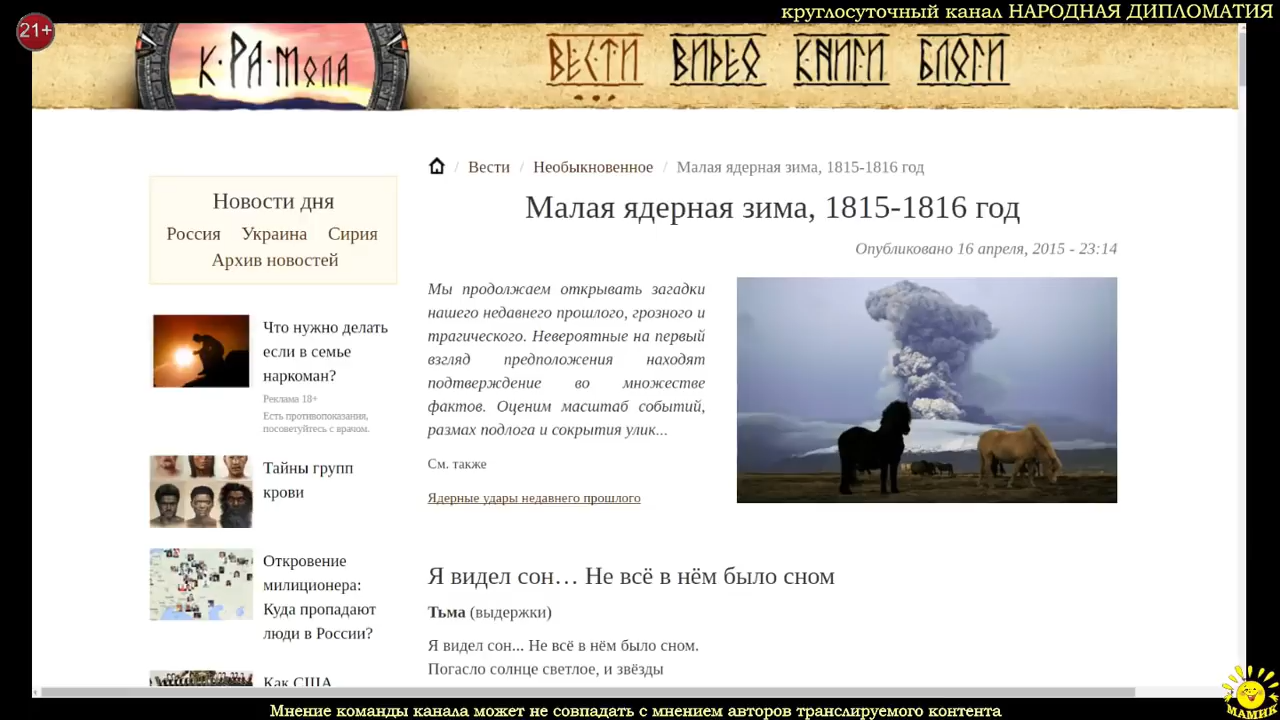 круглосуточный канал НАРОДНАЯ ДИПЛОМАТИЯ
21+
к·РА·Мола
ВЕСТИ ВИДЕО КНИГИ БЛОГИ
/ Вести / Необыкновенное / Малая ядерная зима, 1815-1816 год
Малая ядерная зима, 1815-1816 год
Опубликовано 16 апреля, 2015 - 23:14
Новости дня
Россия Украина Сирия
Архив новостей
Что нужно делать
если в семье
наркоман?
Реклама 18+
Есть противопоказания,
посоветуйтесь с врачом.
Тайны групп
крови
Откровение
милиционера:
Куда пропадают
люди в России?
Как США
Мы продолжаем открывать загадки
нашего недавнего прошлого, грозного и
трагического. Невероятные на первый
взгляд предположения находят
подтверждение во множестве
фактов. Оценим масштаб событий,
размах подлога и сокрытия улик...
См. также
Ядерные удары недавнего прошлого
Я видел сон… Не всё в нём было сном
Тьма (выдержки)
Я видел сон... Не всё в нём было сном.
Погасло солнце светлое, и звёзды
МАМИК
Мнение команды канала может не совпадать с мнением авторов транслируемого контента